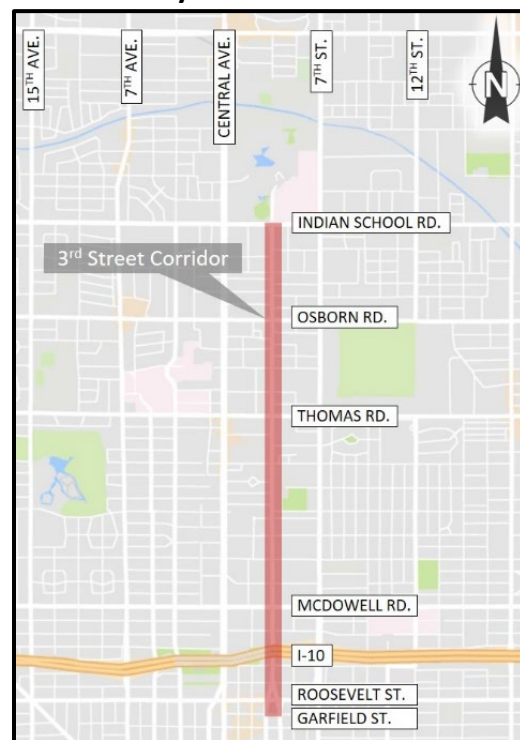 15TH AVE.
7TH AVE.
CENTRAL AVE.
7TH ST.
12TH ST.
N
INDIAN SCHOOL RD.
3rd Street Corridor
OSBORN RD.
THOMAS RD.
MCDOWELL RD.
I-10
ROOSEVELT ST.
GARFIELD ST.